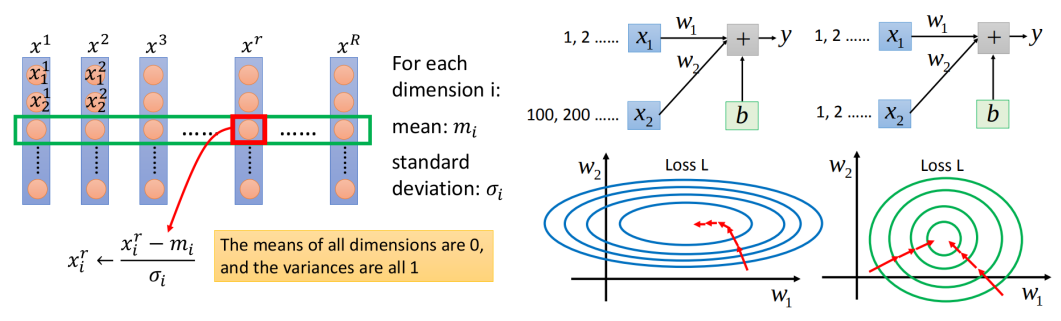 x^1 x^2 x^3 x^r x^R
x_1^1 x_1^2
x_2^1 x_2^2
For each
dimension i:
mean: m_i
standard
deviation: σ_i
...... ......
x_i^r ← \frac{x_i^r − m_i}{σ_i}
The means of all dimensions are 0,
and the variances are all 1
1, 2 ...... x_1 w_1 + y
w_2
100, 200 ...... x_2 b
1, 2 ...... x_1 w_1 + y
w_2
1, 2 ...... x_2 b
w_2 Loss L
w_1
w_2 Loss L
w_1